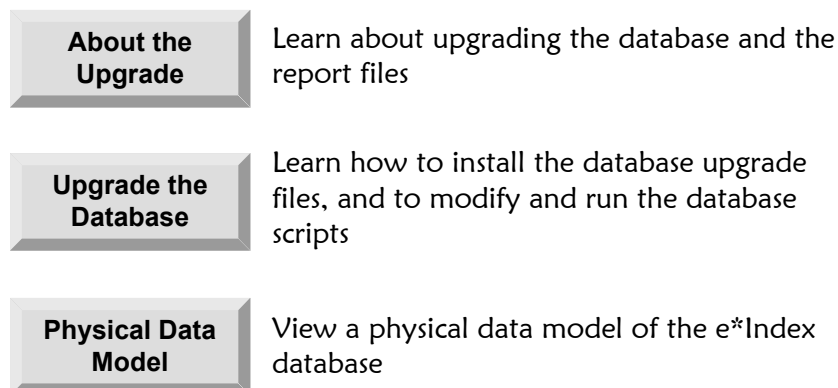 About the
Upgrade
Learn about upgrading the database and the
report files
Upgrade the
Database
Learn how to install the database upgrade
files, and to modify and run the database
scripts
Physical Data
Model
View a physical data model of the e*Index
database